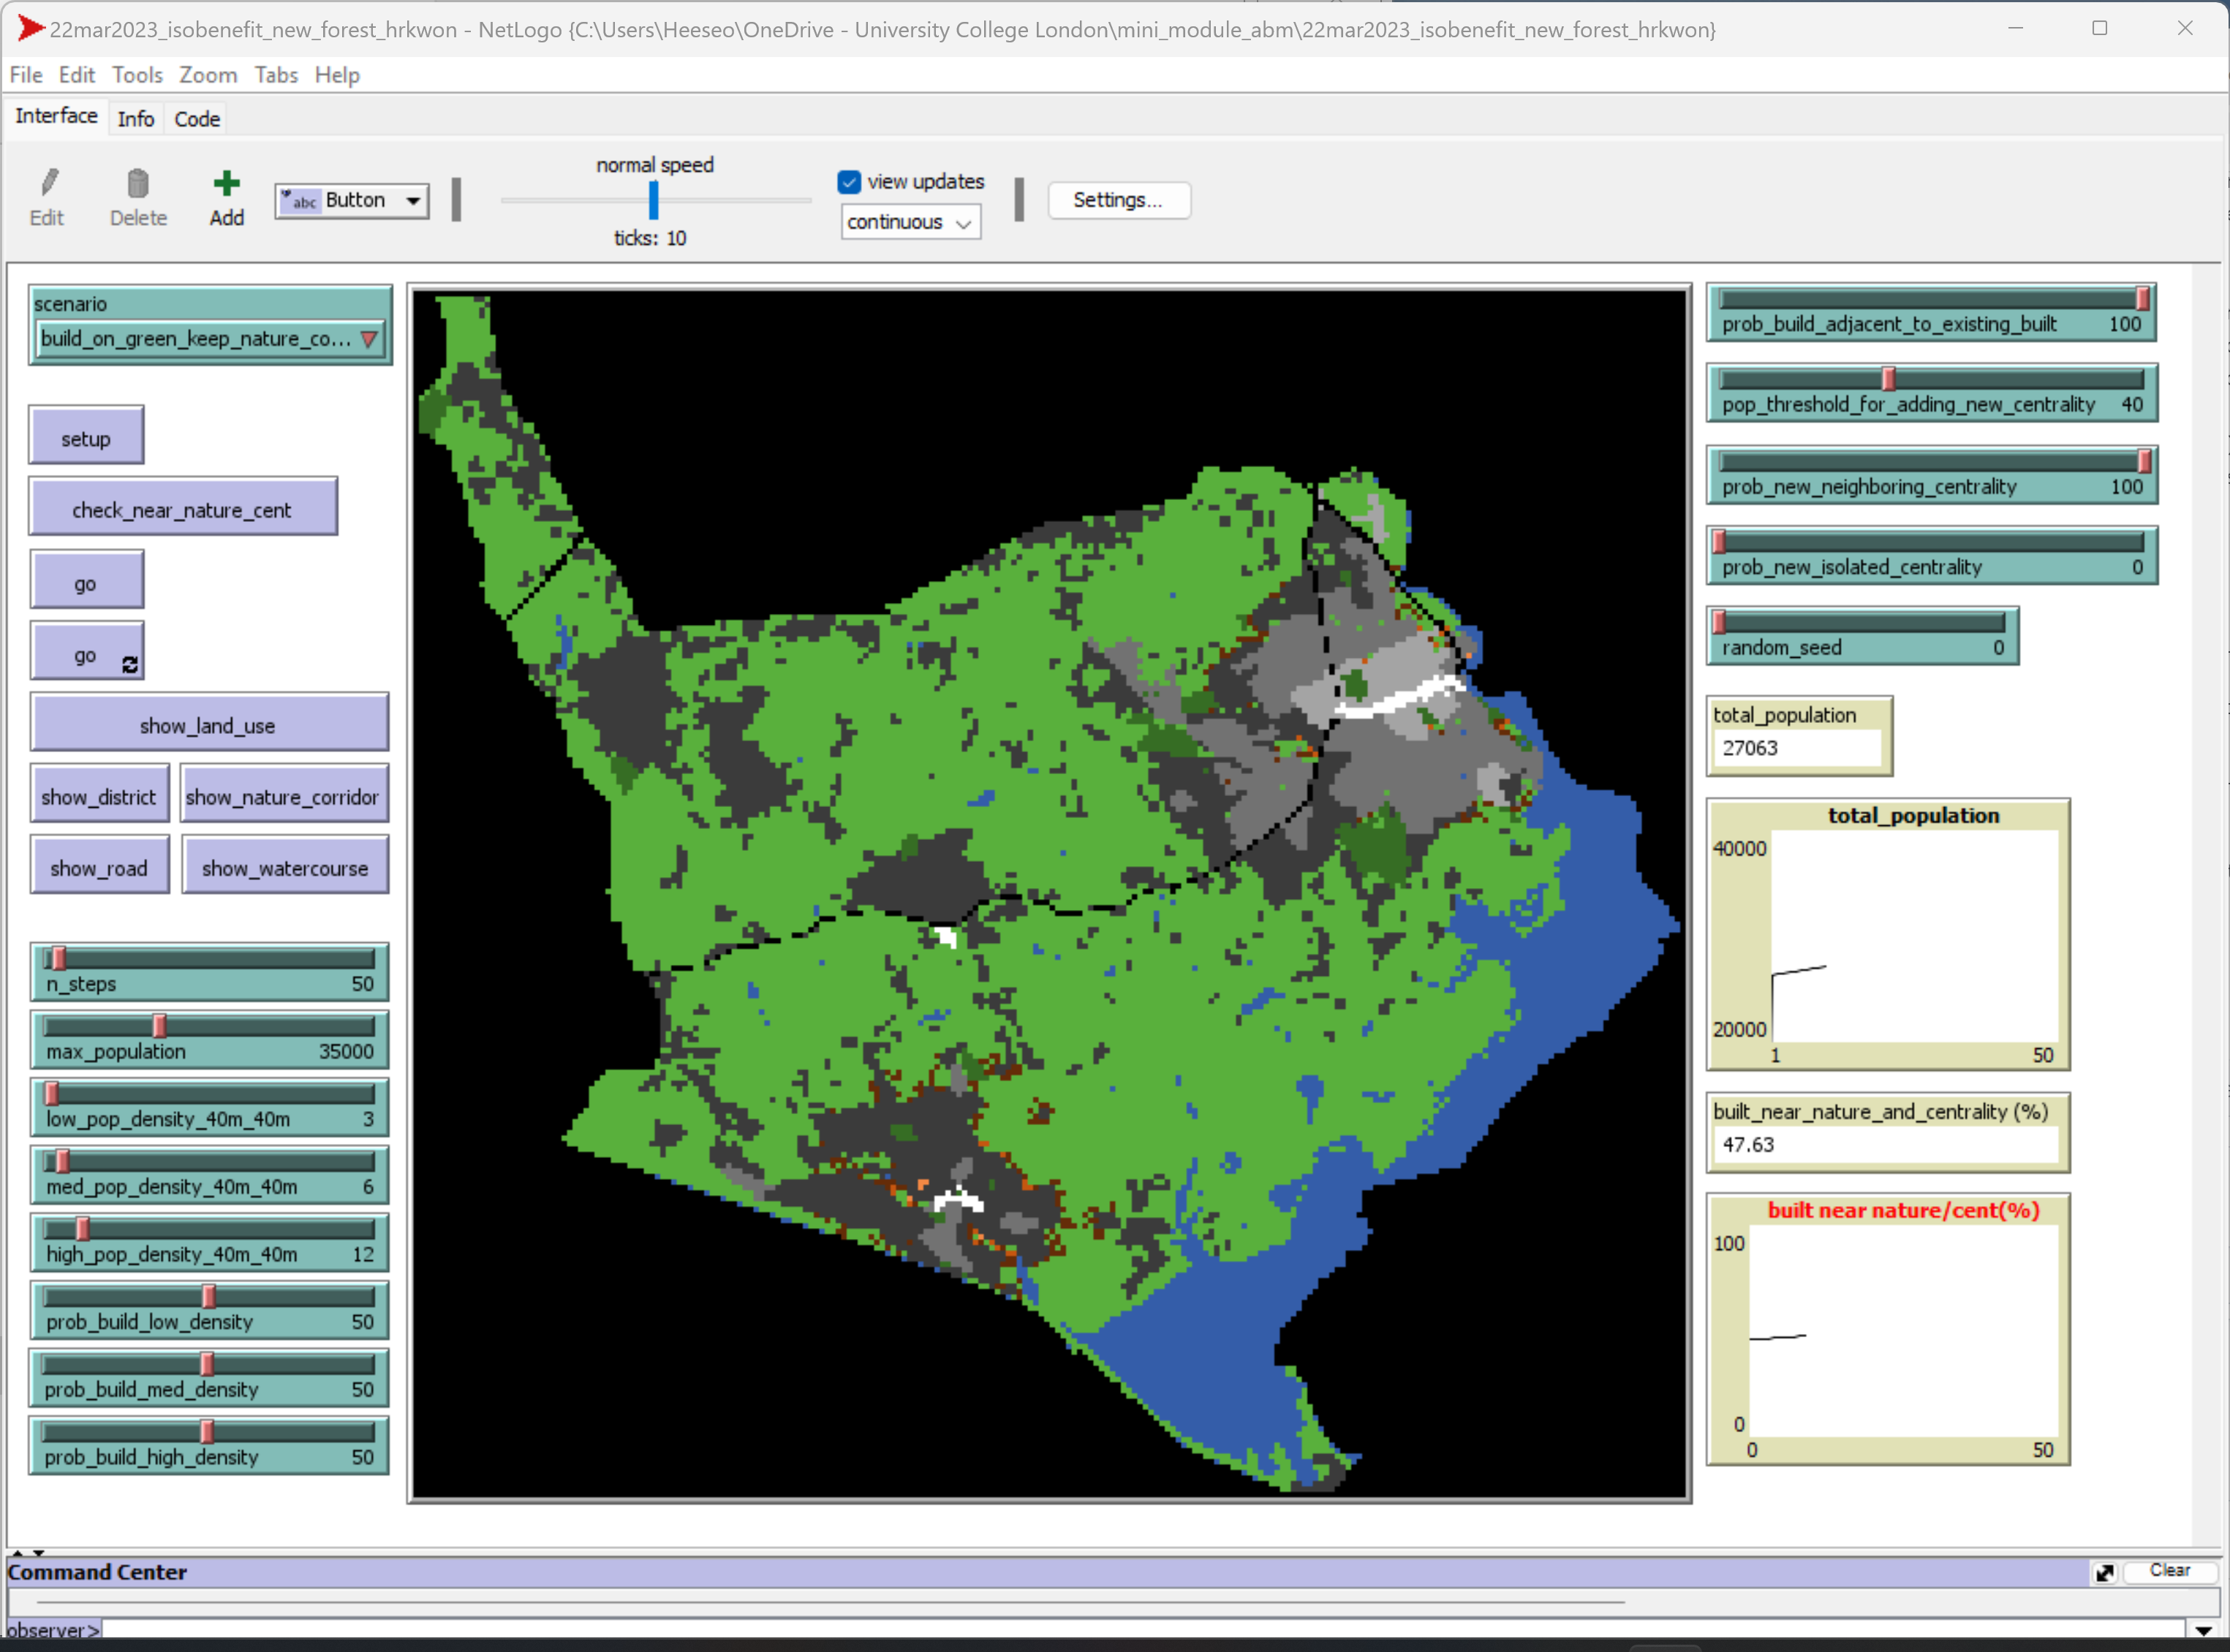 22mar2023_isobenefit_new_forest_hrkwon - NetLogo {C:\Users\Heeseo\OneDrive - University College London\mini_module_abm\22mar2023_isobenefit_new_forest_hrkwon}
File Edit Tools Zoom Tabs Help
Interface Info Code
normal speed
view updates
Edit Delete Add abc Button
continuous
Settings...
ticks: 10
scenario
build_on_green_keep_nature_co...
setup
check_near_nature_cent
go
go
show_land_use
show_district show_nature_corridor
show_road show_watercourse
n_steps 50
max_population 35000
low_pop_density_40m_40m 3
med_pop_density_40m_40m 6
high_pop_density_40m_40m 12
prob_build_low_density 50
prob_build_med_density 50
prob_build_high_density 50
prob_build_adjacent_to_existing_built 100
pop_threshold_for_adding_new_centrality 40
prob_new_neighboring_centrality 100
prob_new_isolated_centrality 0
random_seed 0
total_population
27063
total_population
40000
20000
1 50
built_near_nature_and_centrality (%)
47.63
built near nature/cent(%)
100
0
0 50
Command Center
Clear
observer>